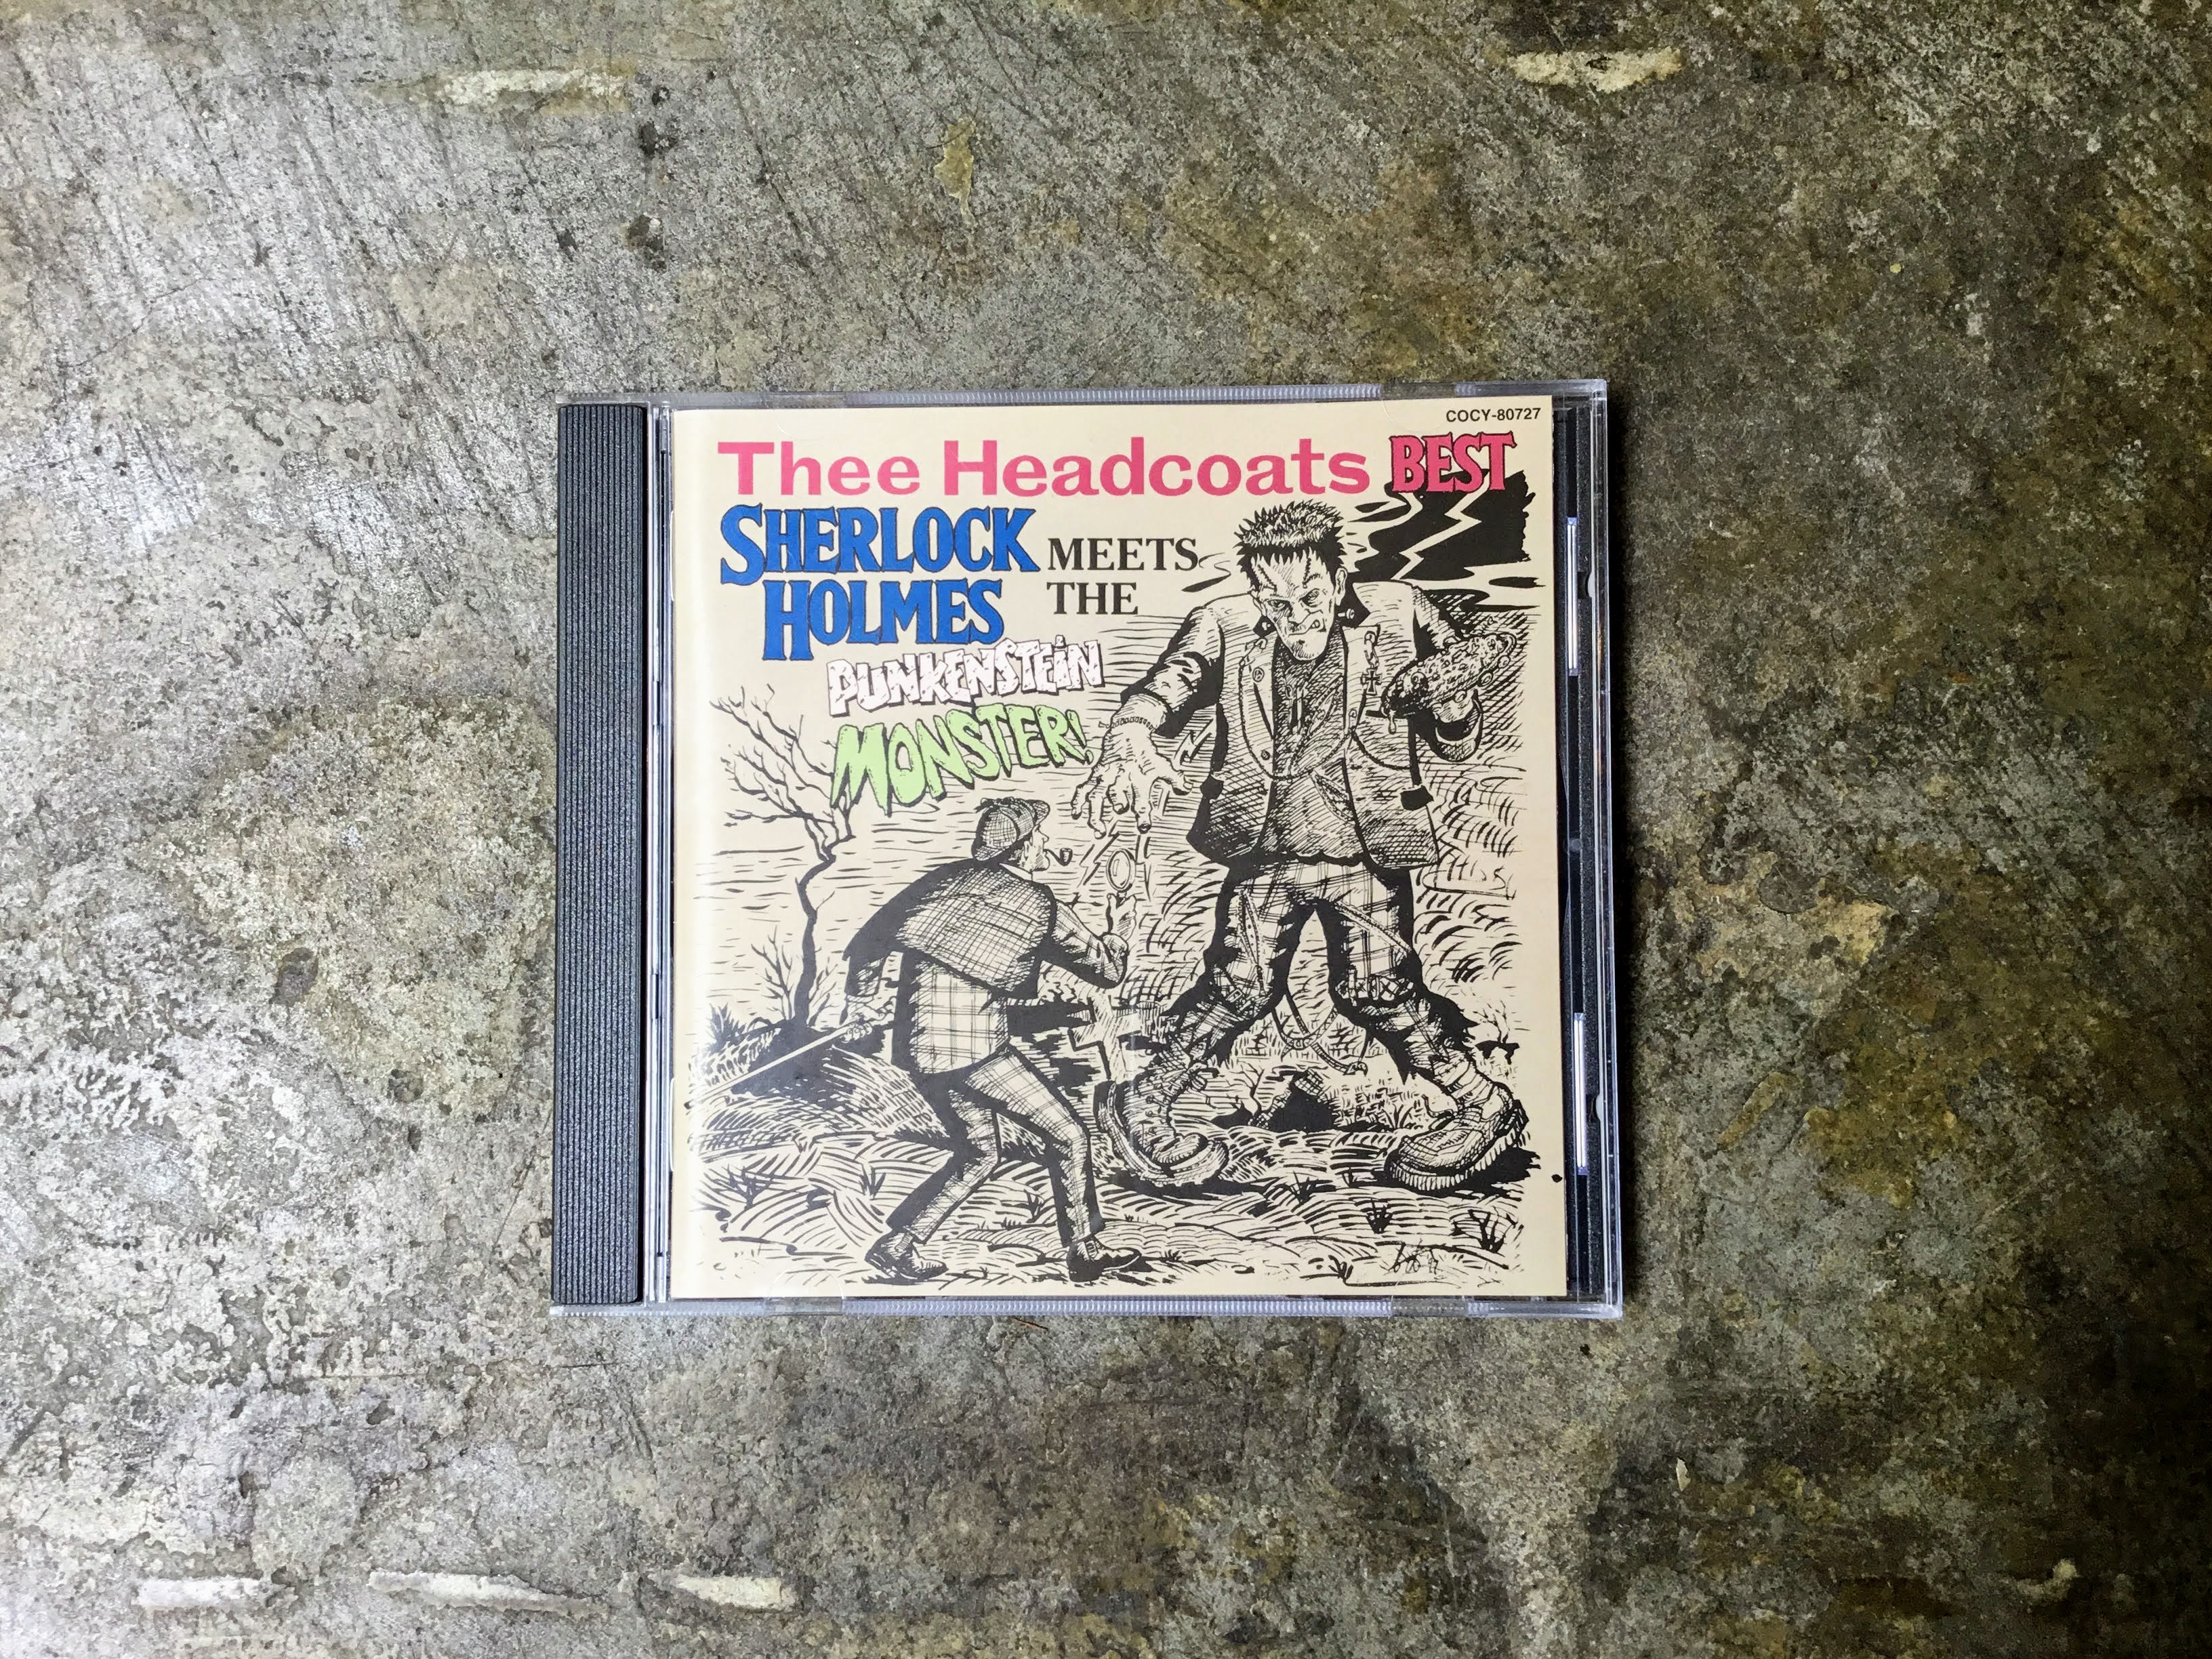 COCY-80727
Thee Headcoats BEST
SHERLOCK HOLMES
MEETS THE
PUNKENSTEIN
MONSTER!